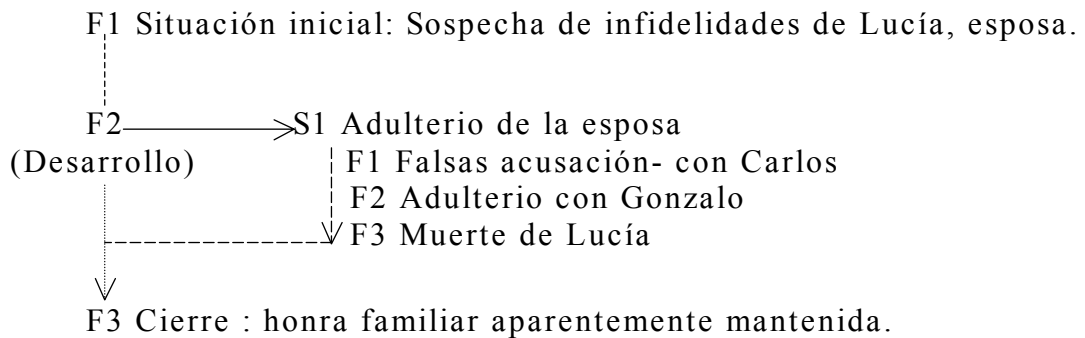 F1 Situación inicial: Sospecha de infidelidades de Lucía, esposa.
F2 S1 Adulterio de la esposa
(Desarrollo) F1 Falsas acusación- con Carlos
F2 Adulterio con Gonzalo
F3 Muerte de Lucía
F3 Cierre : honra familiar aparentemente mantenida.